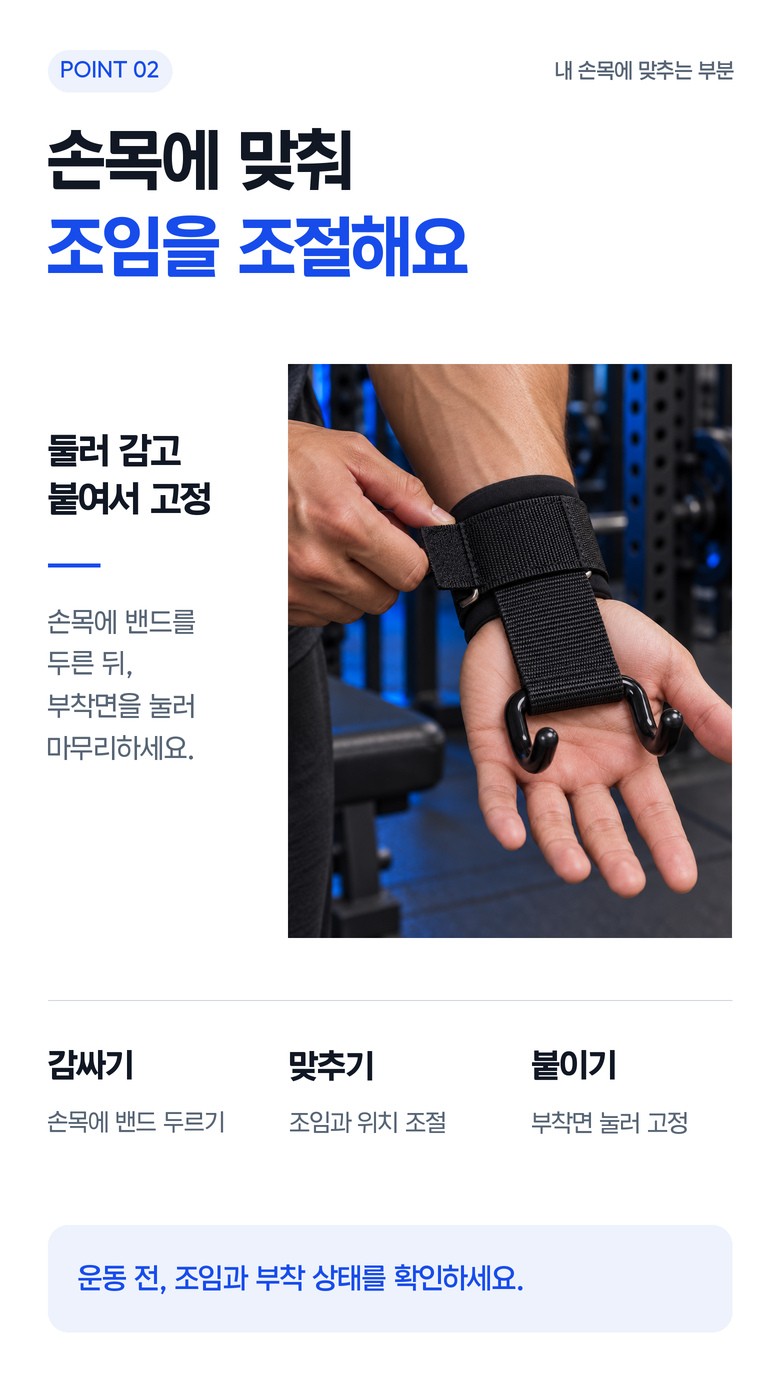 POINT 02
내 손목에 맞추는 부분
손목에 맞춰
조임을 조절해요
둘러 감고
붙여서 고정
손목에 밴드를
두른 뒤,
부착면을 눌러
마무리하세요.
감싸기
손목에 밴드 두르기
맞추기
조임과 위치 조절
붙이기
부착면 눌러 고정
운동 전, 조임과 부착 상태를 확인하세요.